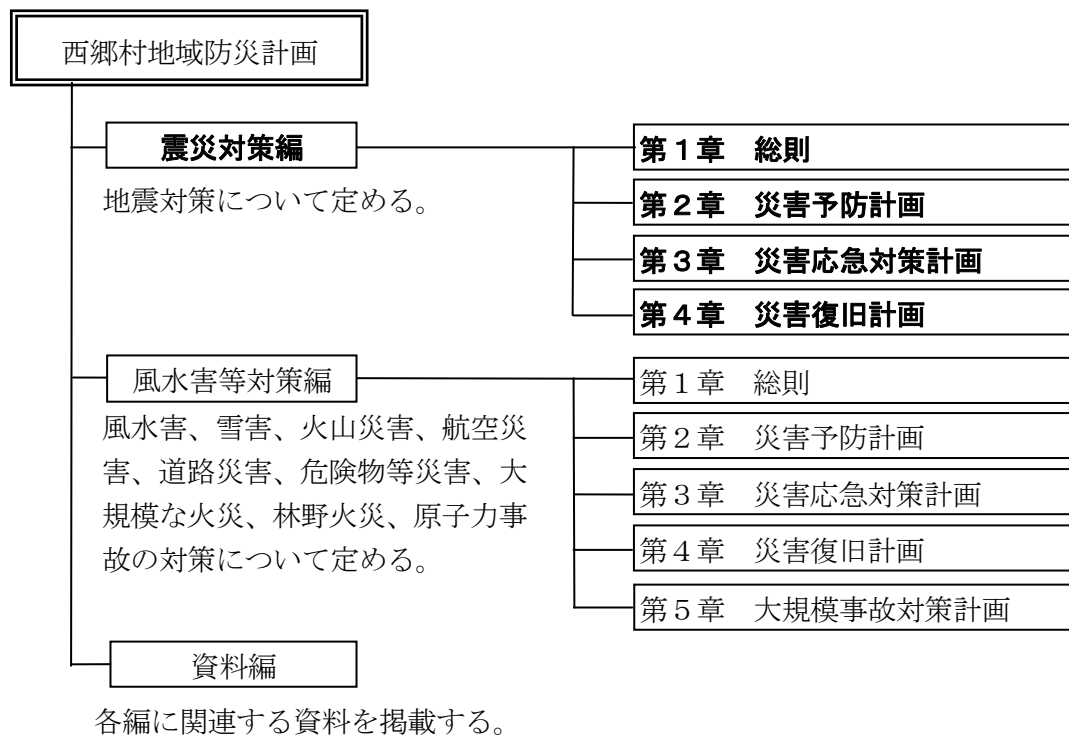 西郷村地域防災計画
震災対策編
地震対策について定める。
第１章　総則
第２章　災害予防計画
第３章　災害応急対策計画
第４章　災害復旧計画
風水害等対策編
風水害、雪害、火山災害、航空災
害、道路災害、危険物等災害、大
規模な火災、林野火災、原子力事
故の対策について定める。
第１章　総則
第２章　災害予防計画
第３章　災害応急対策計画
第４章　災害復旧計画
第５章　大規模事故対策計画
資料編
各編に関連する資料を掲載する。